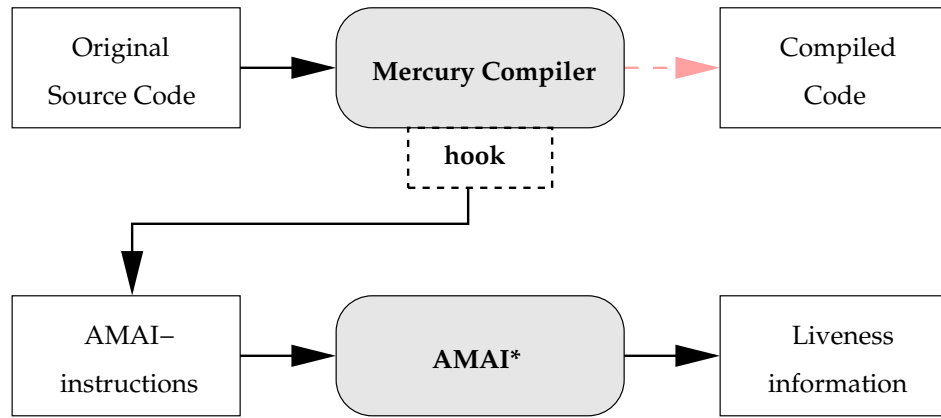 Original
Source Code
Mercury Compiler
Compiled
Code
hook
AMAI–
instructions
AMAI*
Liveness
information